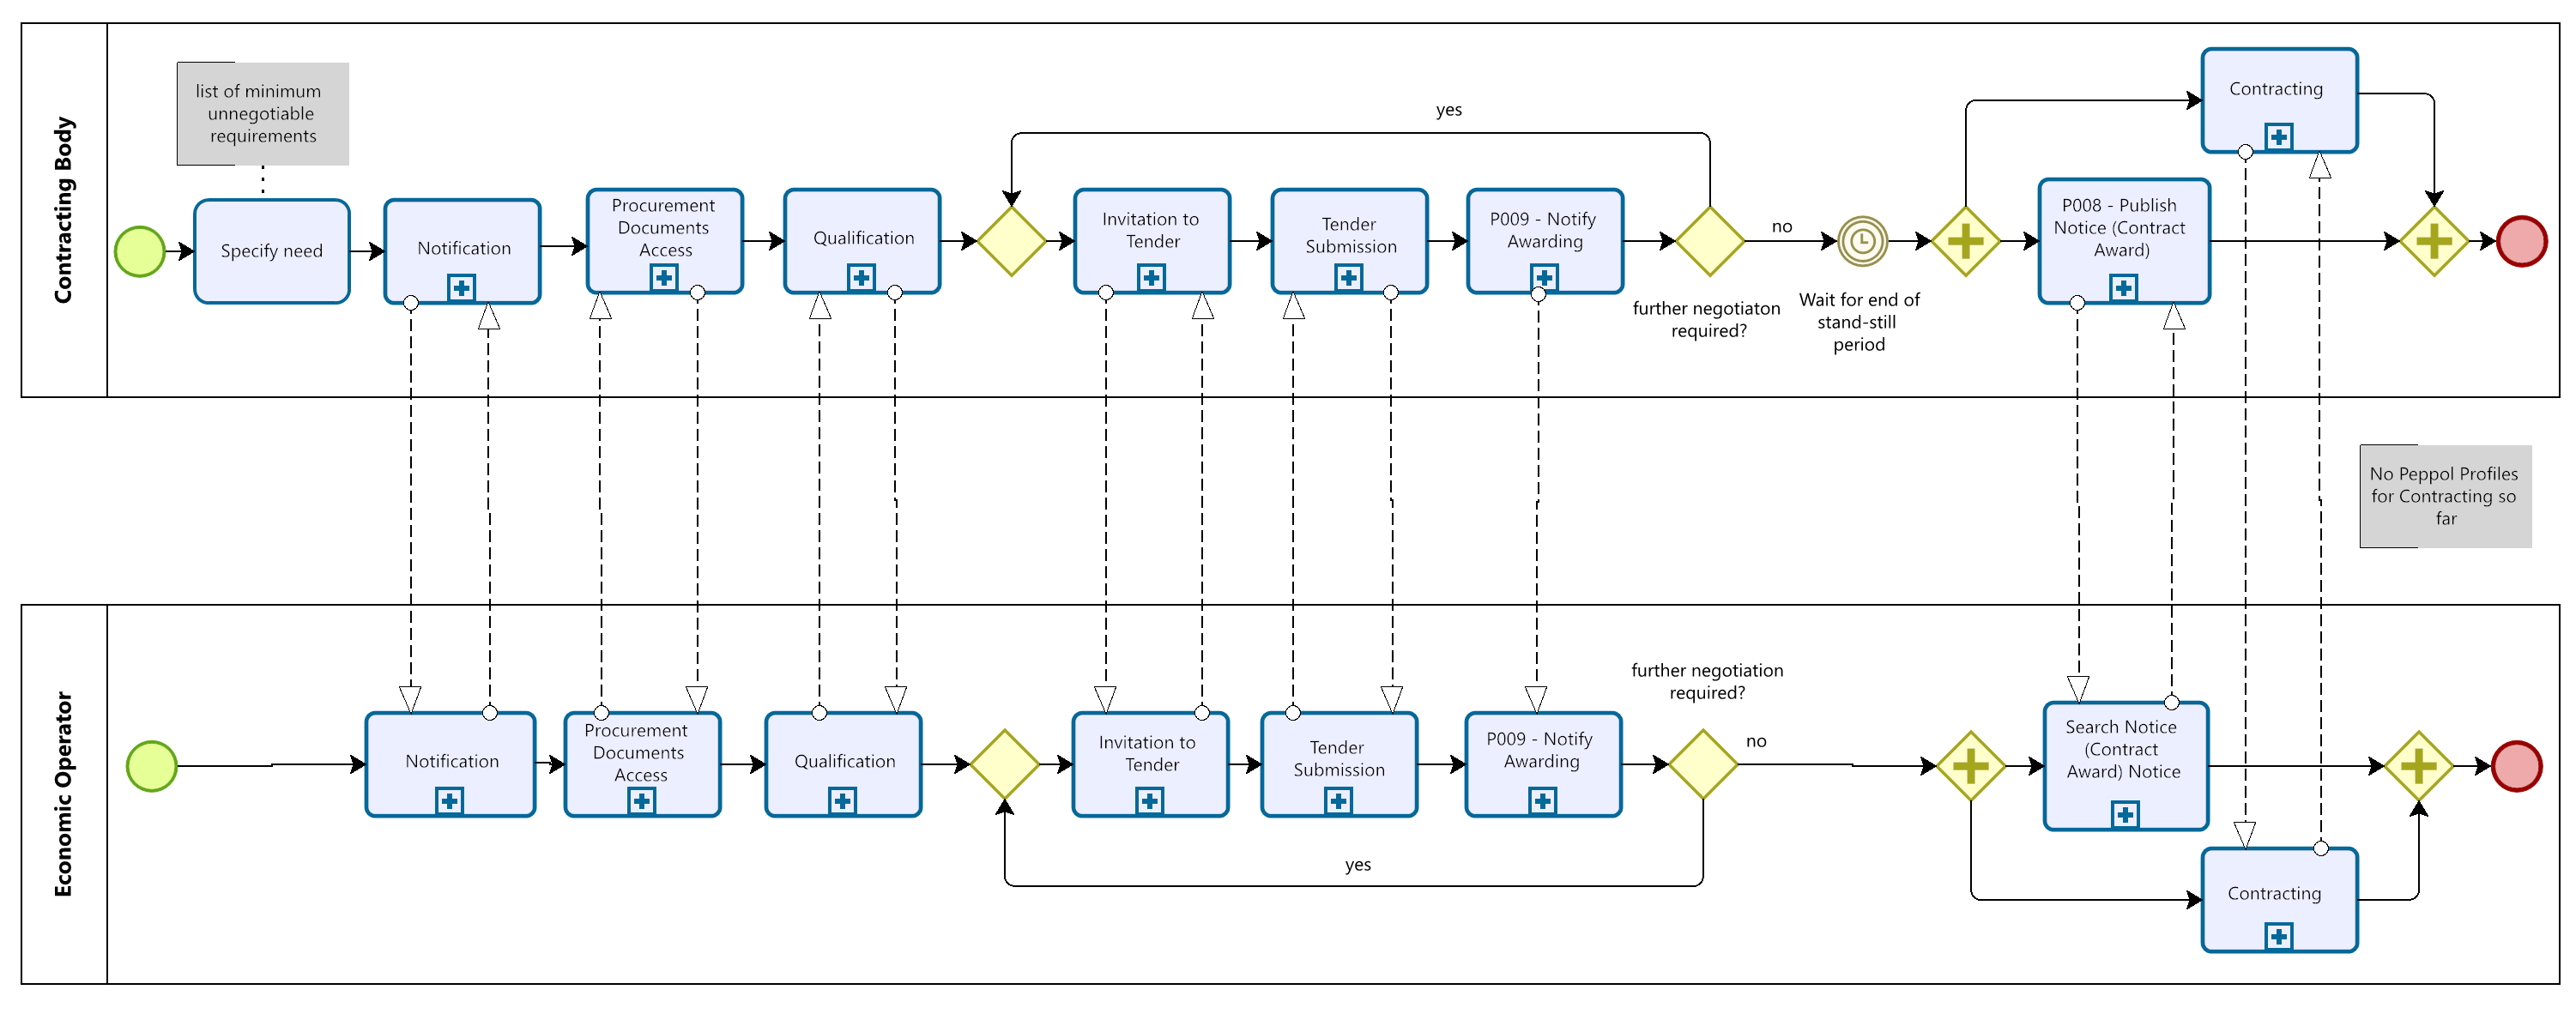 Contracting Body
list of minimum
unnegotiable
requirements
Specify need
Notification
Procurement
Documents
Access
Qualification
yes
Invitation to
Tender
Tender
Submission
P009 - Notify
Awarding
further negotiaton
required?
no
Wait for end of
stand-still
period
P008 - Publish
Notice (Contract
Award)
Contracting
No Peppol Profiles
for Contracting so
far
Economic Operator
Notification
Procurement
Documents
Access
Qualification
Invitation to
Tender
Tender
Submission
P009 - Notify
Awarding
further negotiation
required?
no
yes
Search Notice
(Contract
Award) Notice
Contracting